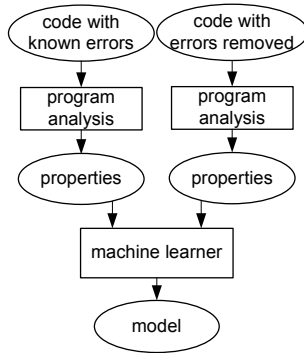 code with
known errors
code with
errors removed
program
analysis
program
analysis
properties
properties
machine learner
model